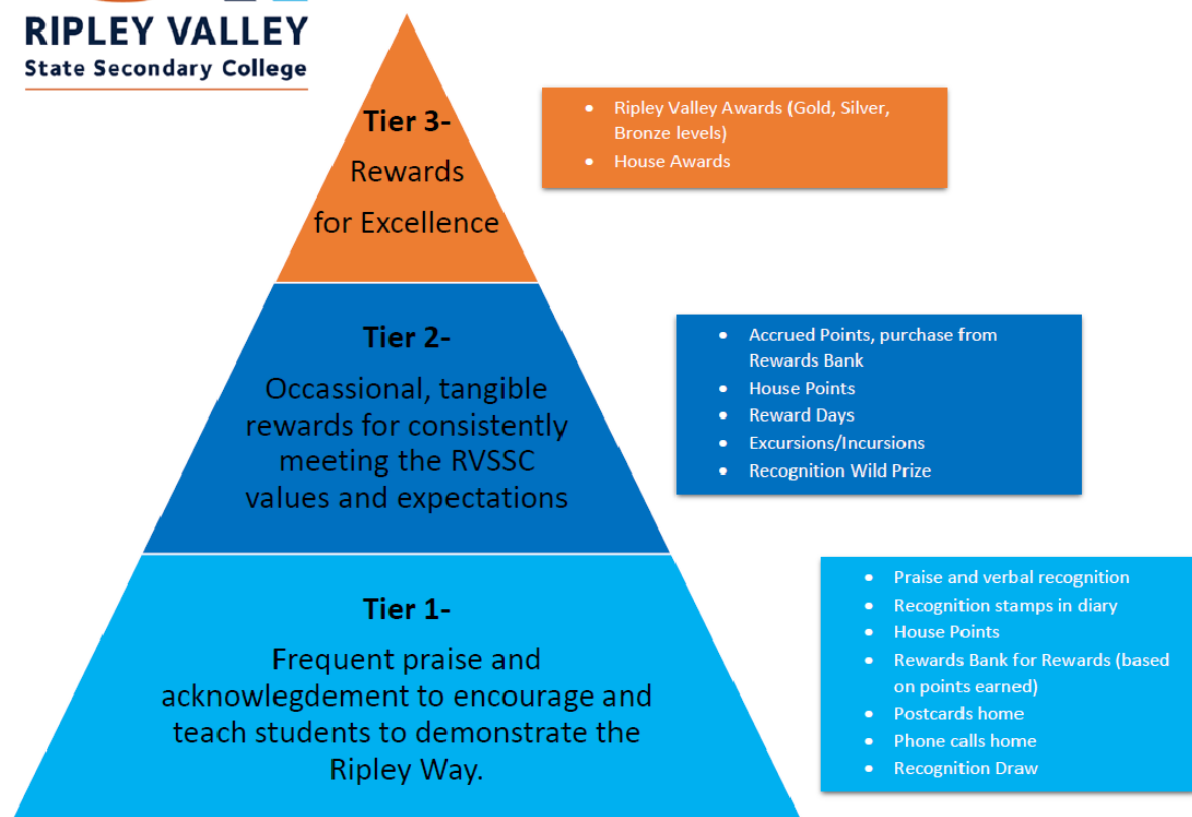 RIPLEY VALLEY
State Secondary College
Tier 3-
Rewards
for Excellence
• Ripley Valley Awards (Gold, Silver,
Bronze levels)
• House Awards
Tier 2-
Occassional, tangible
rewards for consistently
meeting the RVSSC
values and expectations
• Accrued Points, purchase from
Rewards Bank
• House Points
• Reward Days
• Excursions/Incursions
• Recognition Wild Prize
Tier 1-
Frequent praise and
acknowlegdement to encourage and
teach students to demonstrate the
Ripley Way.
• Praise and verbal recognition
• Recognition stamps in diary
• House Points
• Rewards Bank for Rewards (based
on points earned)
• Postcards home
• Phone calls home
• Recognition Draw